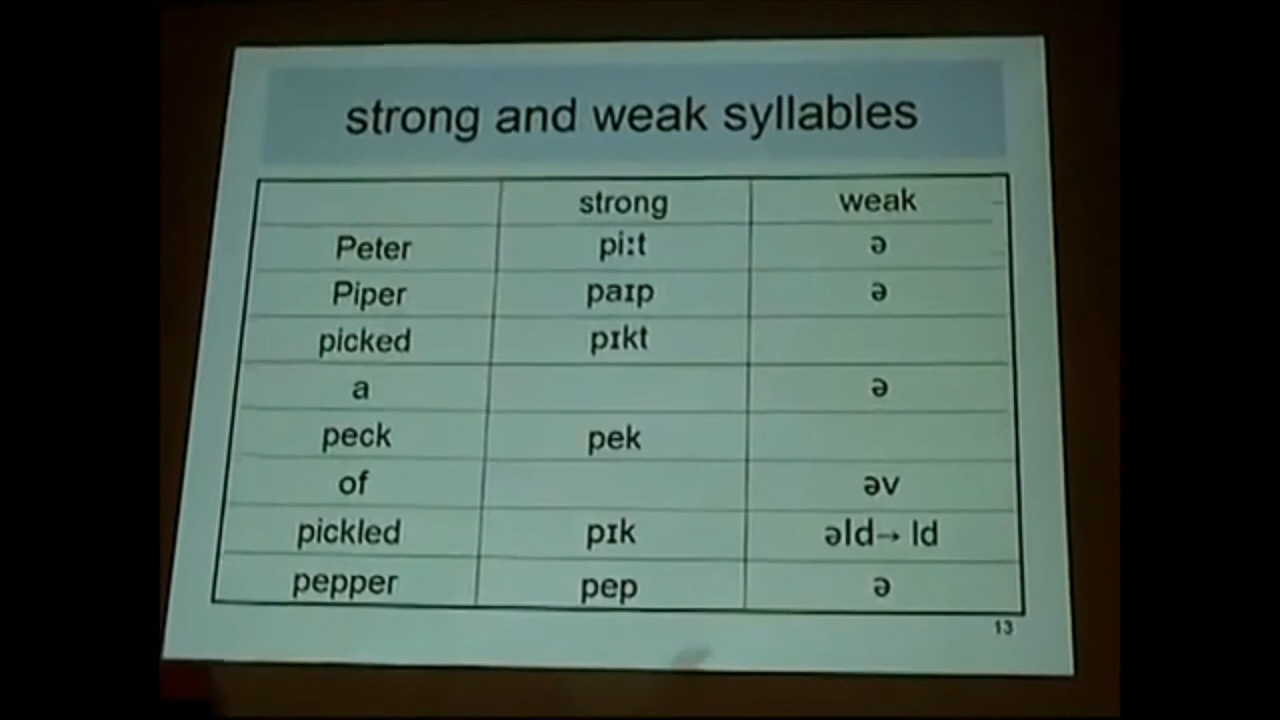 strong and weak syllables
strong weak
Peter piːt ə
Piper paɪp ə
picked pɪkt
a ə
peck pek
of əv
pickled pɪk əld→ ld
pepper pep ə
13